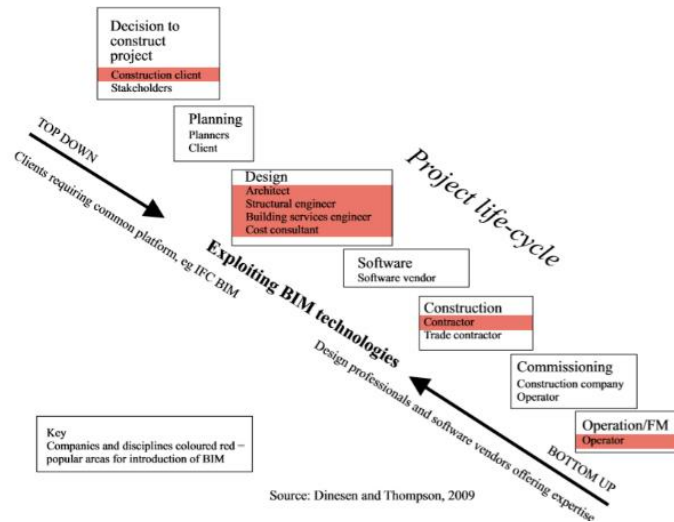 Decision to
construct
project
Construction client
Stakeholders
Planning
Planners
Client
TOP DOWN
Clients requiring common platform, eg IFC BIM
Design
Architect
Structural engineer
Building services engineer
Cost consultant
Project life-cycle
Exploiting BIM technologies
Software
Software vendor
Construction
Contractor
Trade contractor
Design professionals and software vendors offering expertise
Commissioning
Construction company
Operator
Operation/FM
Operator
BOTTOM UP
Key
Companies and disciplines coloured red –
popular areas for introduction of BIM
Source: Dinesen and Thompson, 2009